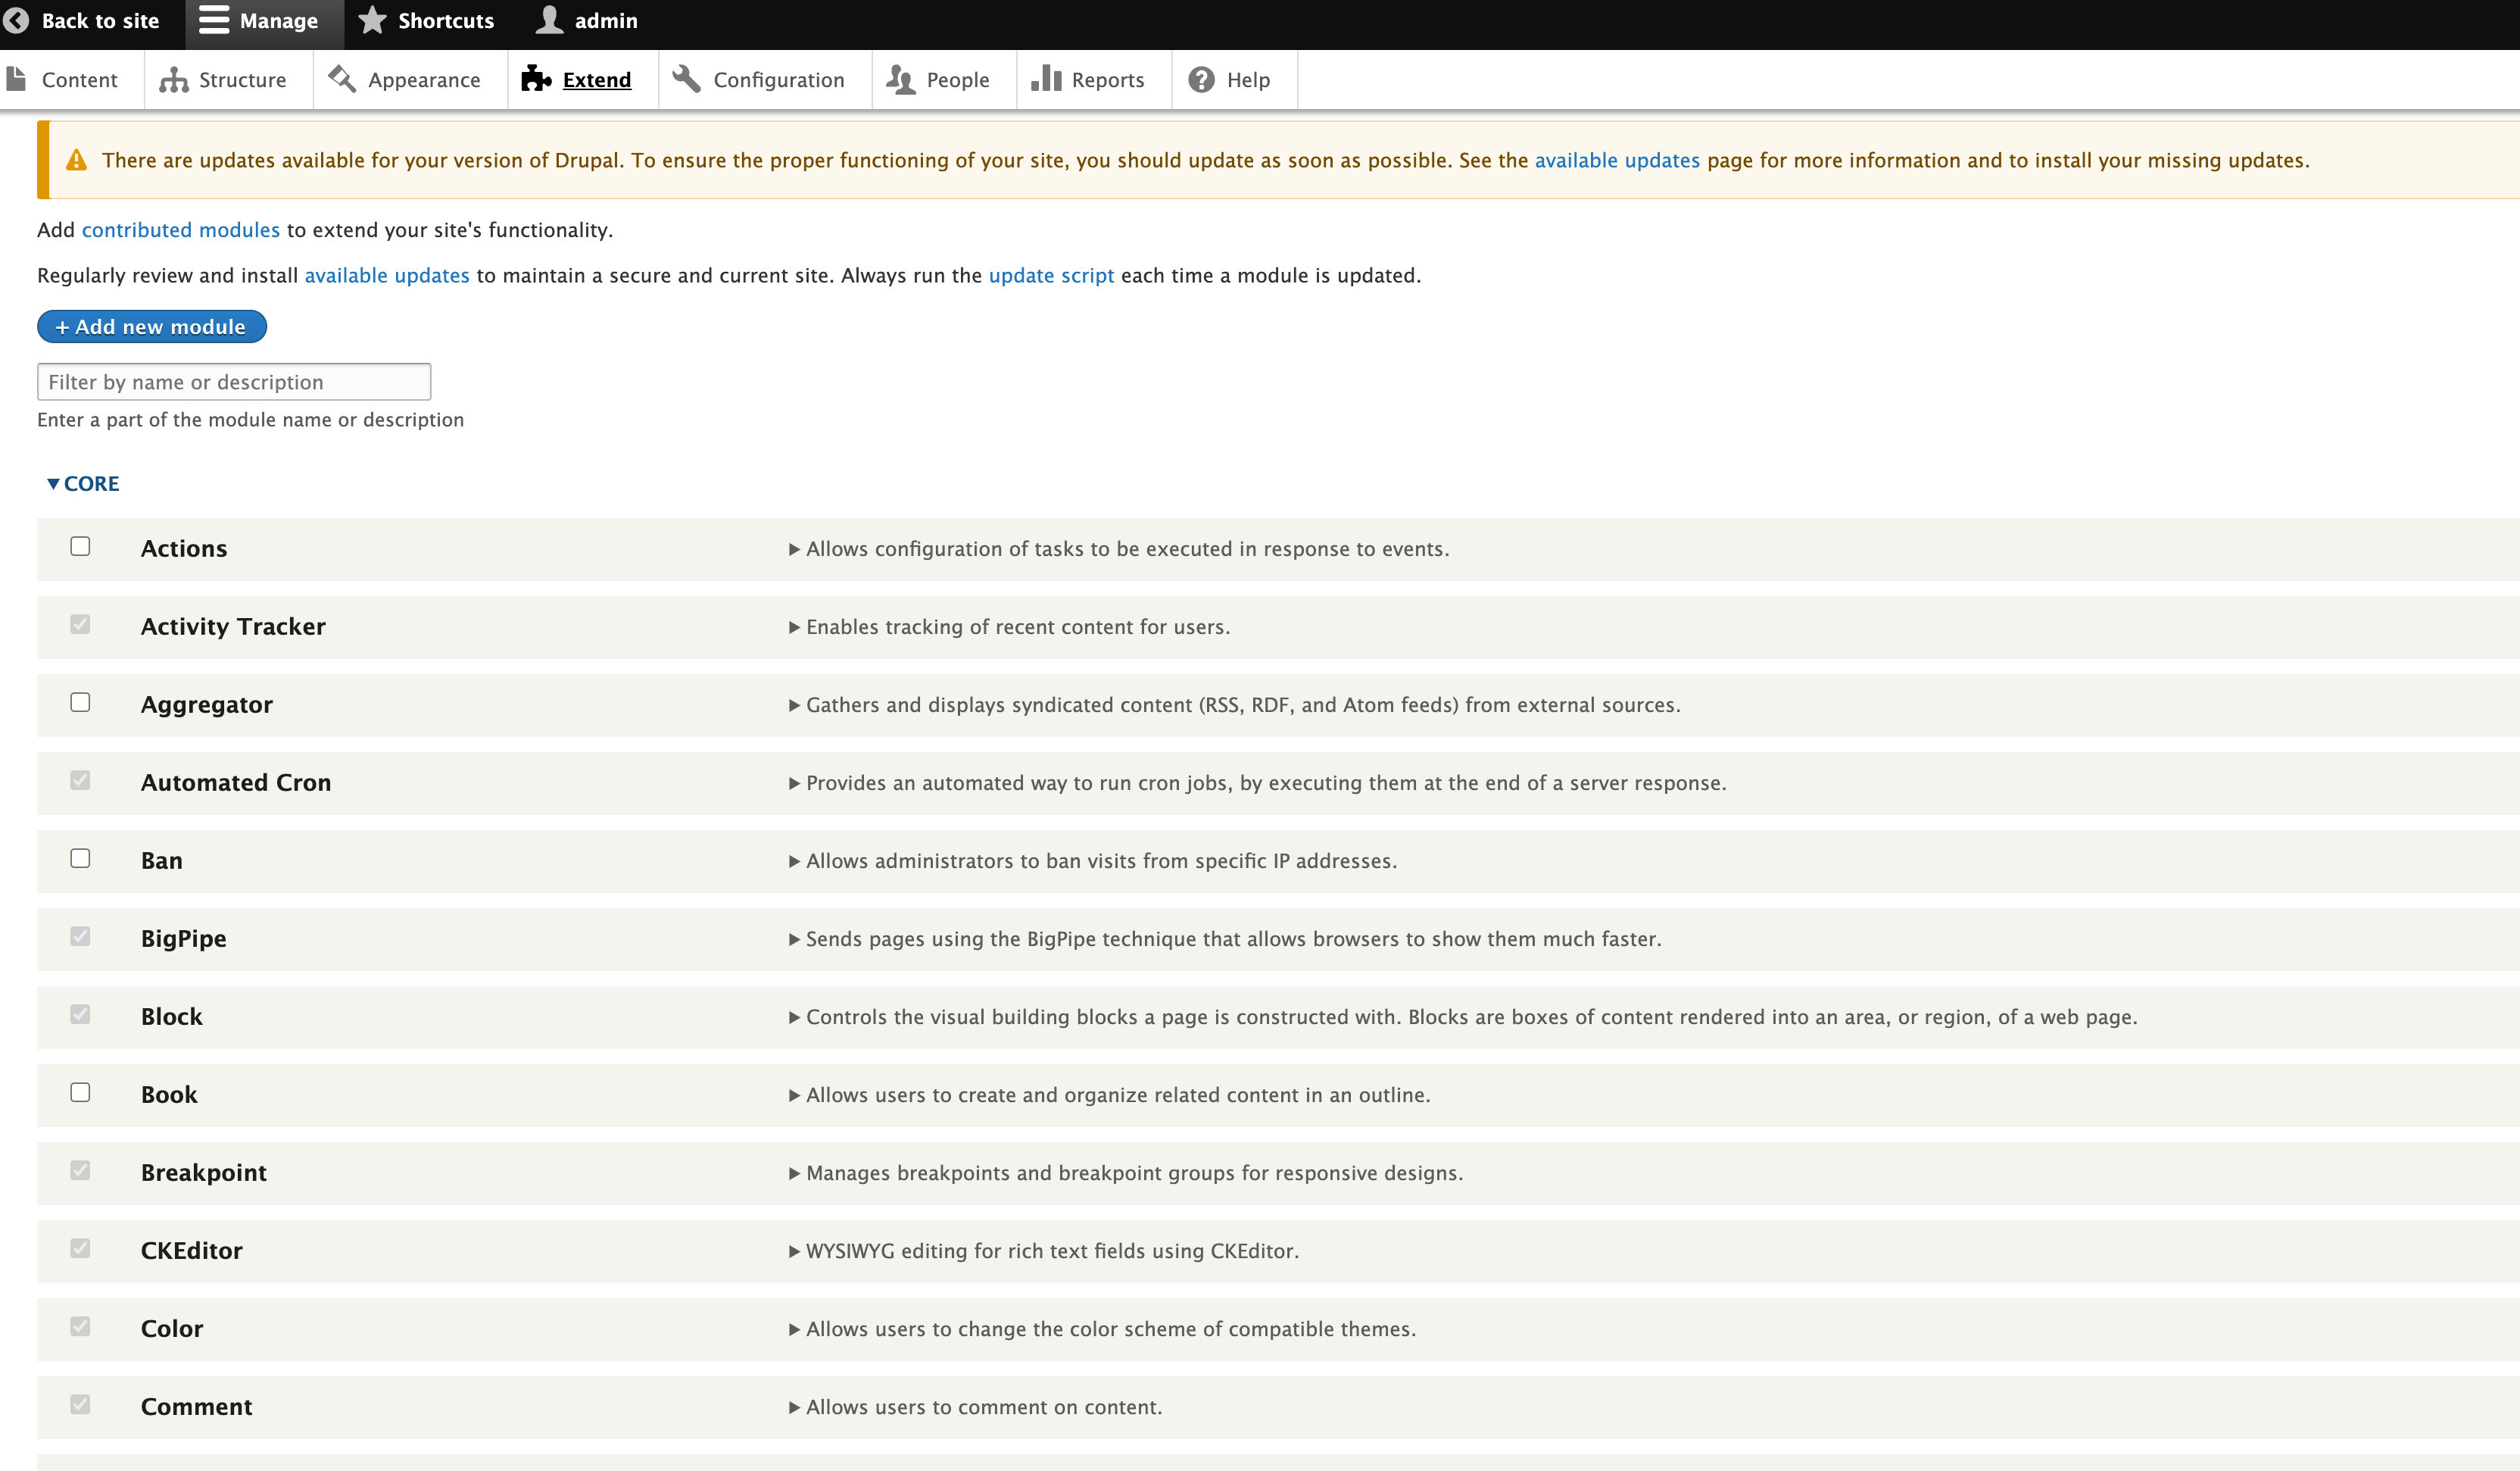 Back to site Manage Shortcuts admin
Content Structure Appearance Extend Configuration People Reports Help
There are updates available for your version of Drupal. To ensure the proper functioning of your site, you should update as soon as possible. See the available updates page for more information and to install your missing updates.
Add contributed modules to extend your site's functionality.
Regularly review and install available updates to maintain a secure and current site. Always run the update script each time a module is updated.
+ Add new module
Filter by name or description
Enter a part of the module name or description
CORE
Actions Allows configuration of tasks to be executed in response to events.
Activity Tracker Enables tracking of recent content for users.
Aggregator Gathers and displays syndicated content (RSS, RDF, and Atom feeds) from external sources.
Automated Cron Provides an automated way to run cron jobs, by executing them at the end of a server response.
Ban Allows administrators to ban visits from specific IP addresses.
BigPipe Sends pages using the BigPipe technique that allows browsers to show them much faster.
Block Controls the visual building blocks a page is constructed with. Blocks are boxes of content rendered into an area, or region, of a web page.
Book Allows users to create and organize related content in an outline.
Breakpoint Manages breakpoints and breakpoint groups for responsive designs.
CKEditor WYSIWYG editing for rich text fields using CKEditor.
Color Allows users to change the color scheme of compatible themes.
Comment Allows users to comment on content.